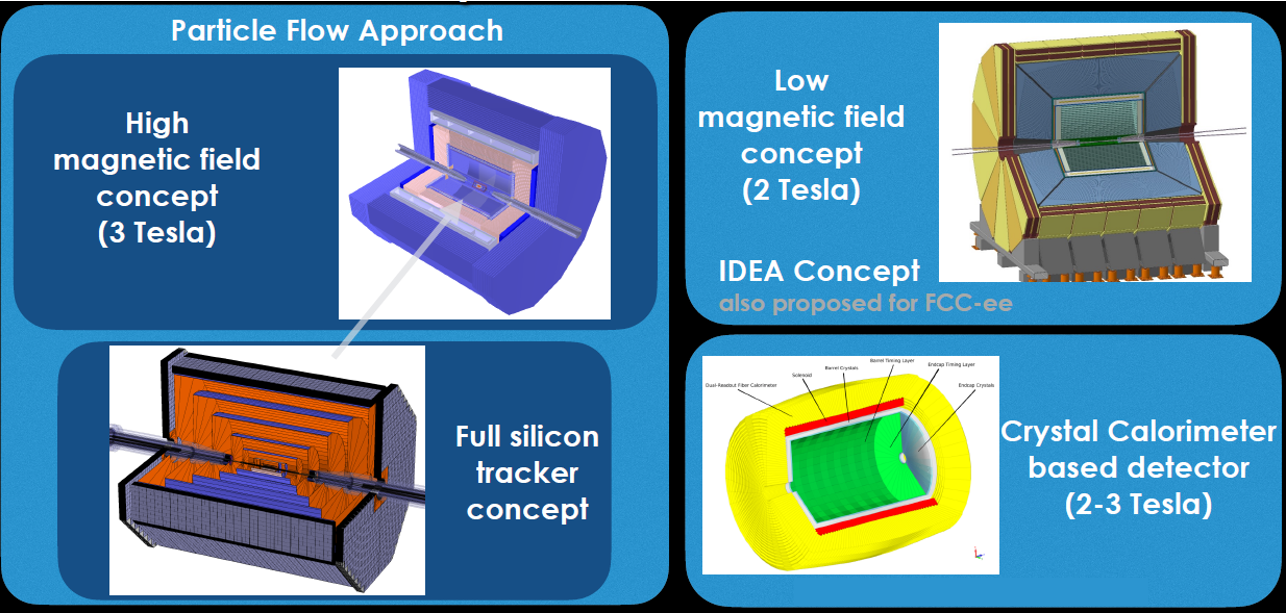 Particle Flow Approach
High
magnetic field
concept
(3 Tesla)
Full silicon
tracker
concept
Low
magnetic field
concept
(2 Tesla)
IDEA Concept
also proposed for FCC-ee
Barrel Timing Layer
Endcap Timing Layer
Barrel Crystals
Solenoid
Dual-Readout Fiber Calorimeter
Endcap Crystals
Crystal Calorimeter
based detector
(2-3 Tesla)